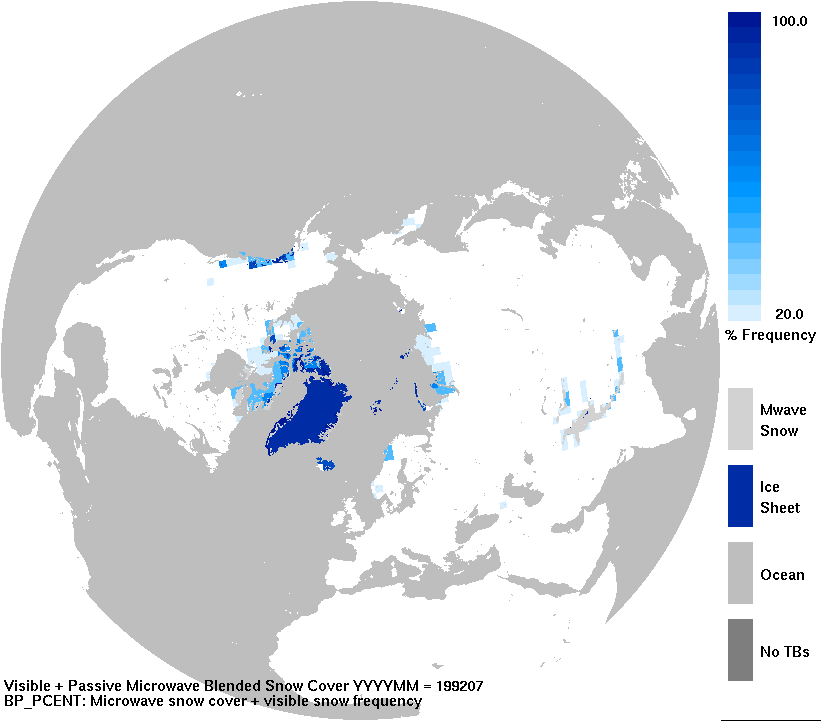 100.0
20.0
% Frequency
Mwave
Snow
Ice
Sheet
Ocean
No TBs
Visible + Passive Microwave Blended Snow Cover YYYYMM = 199207
BP_PCENT: Microwave snow cover + visible snow frequency